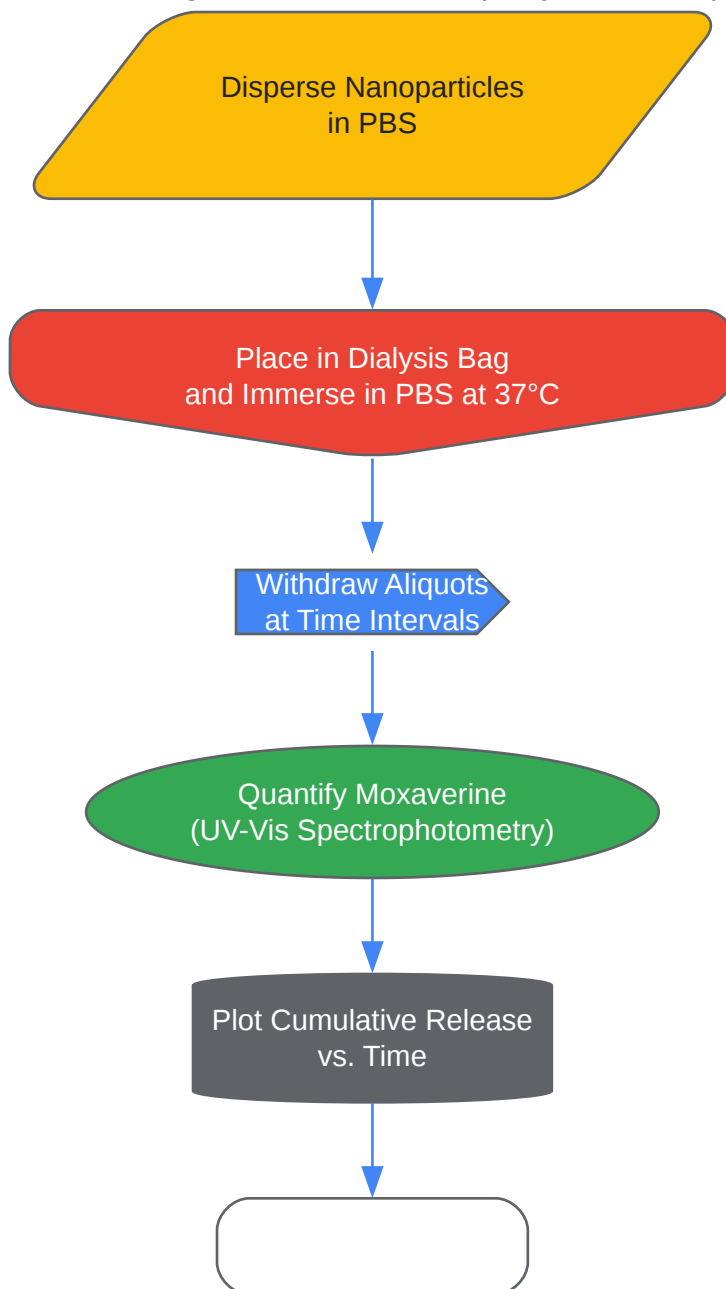 Disperse Nanoparticles
in PBS
Place in Dialysis Bag
and Immerse in PBS at 37°C
Withdraw Aliquots
at Time Intervals
Quantify Moxaverine
(UV-Vis Spectrophotometry)
Plot Cumulative Release
vs. Time